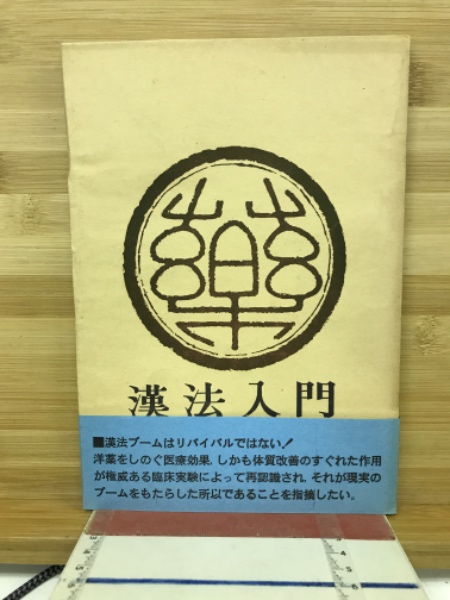 藥
漢法入門
■漢法ブームはリバイバルではない！
洋薬をしのぐ医療効果，しかも体質改善のすぐれた作用
が権威ある臨床実験によって再認識され，それが現実の
ブームをもたらした所以であることを指摘したい。